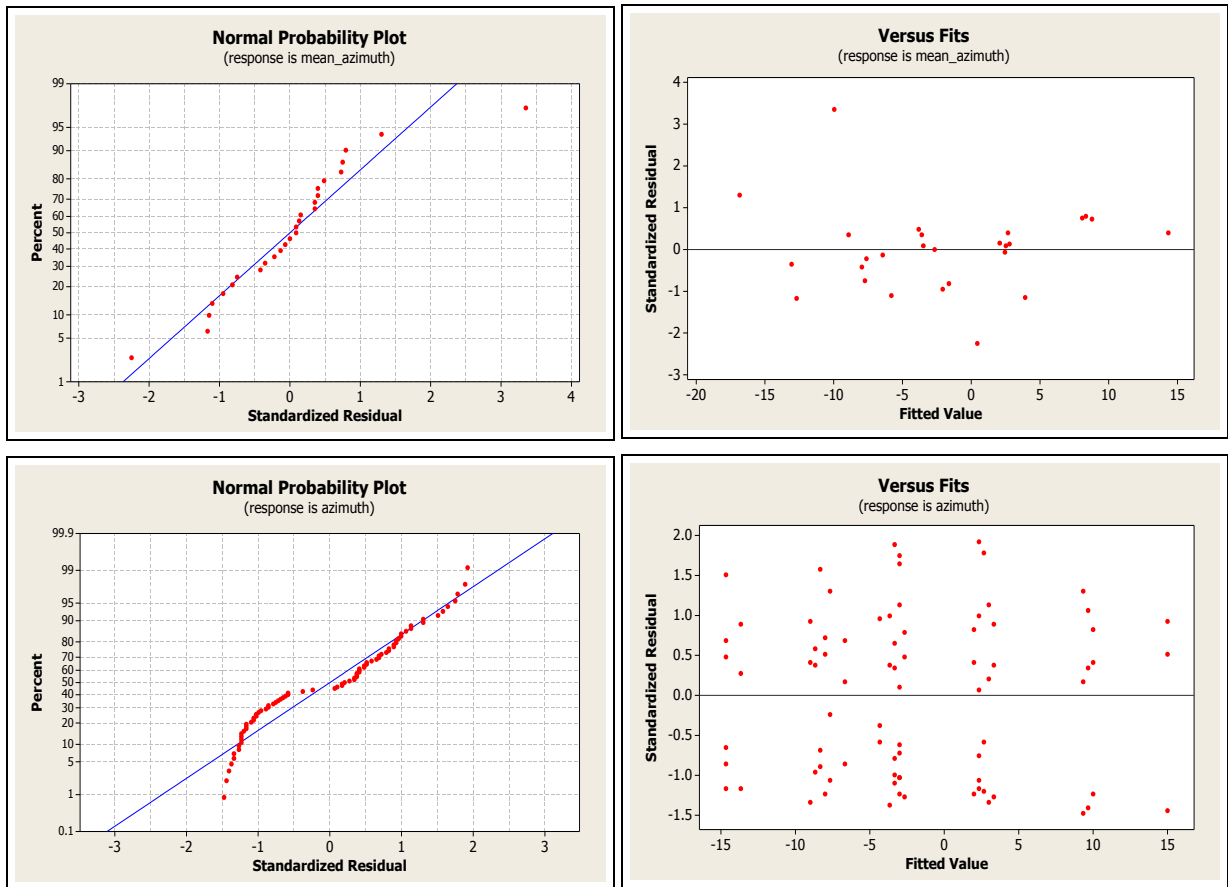 Normal Probability Plot
(response is mean_azimuth)
99
95
90
80
70
60
50
40
30
20
10
5
1
Percent
-3 -2 -1 0 1 2 3 4
Standardized Residual
Versus Fits
(response is mean_azimuth)
4
3
2
1
0
-1
-2
-3
Standardized Residual
-20 -15 -10 -5 0 5 10 15
Fitted Value
Normal Probability Plot
(response is azimuth)
99.9
99
95
90
80
70
60
50
40
30
20
10
5
1
0.1
Percent
-3 -2 -1 0 1 2 3
Standardized Residual
Versus Fits
(response is azimuth)
2.0
1.5
1.0
0.5
0.0
-0.5
-1.0
-1.5
Standardized Residual
-15 -10 -5 0 5 10 15
Fitted Value